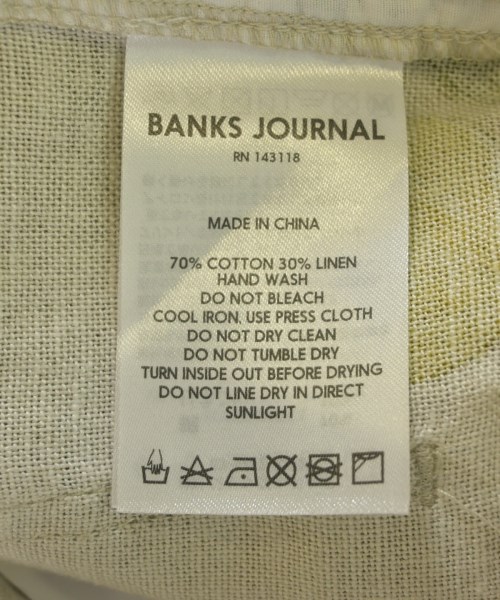 BANKS JOURNAL
RN 143118
MADE IN CHINA
70% COTTON 30% LINEN
HAND WASH
DO NOT BLEACH
COOL IRON, USE PRESS CLOTH
DO NOT DRY CLEAN
DO NOT TUMBLE DRY
TURN INSIDE OUT BEFORE DRYING
DO NOT LINE DRY IN DIRECT
SUNLIGHT